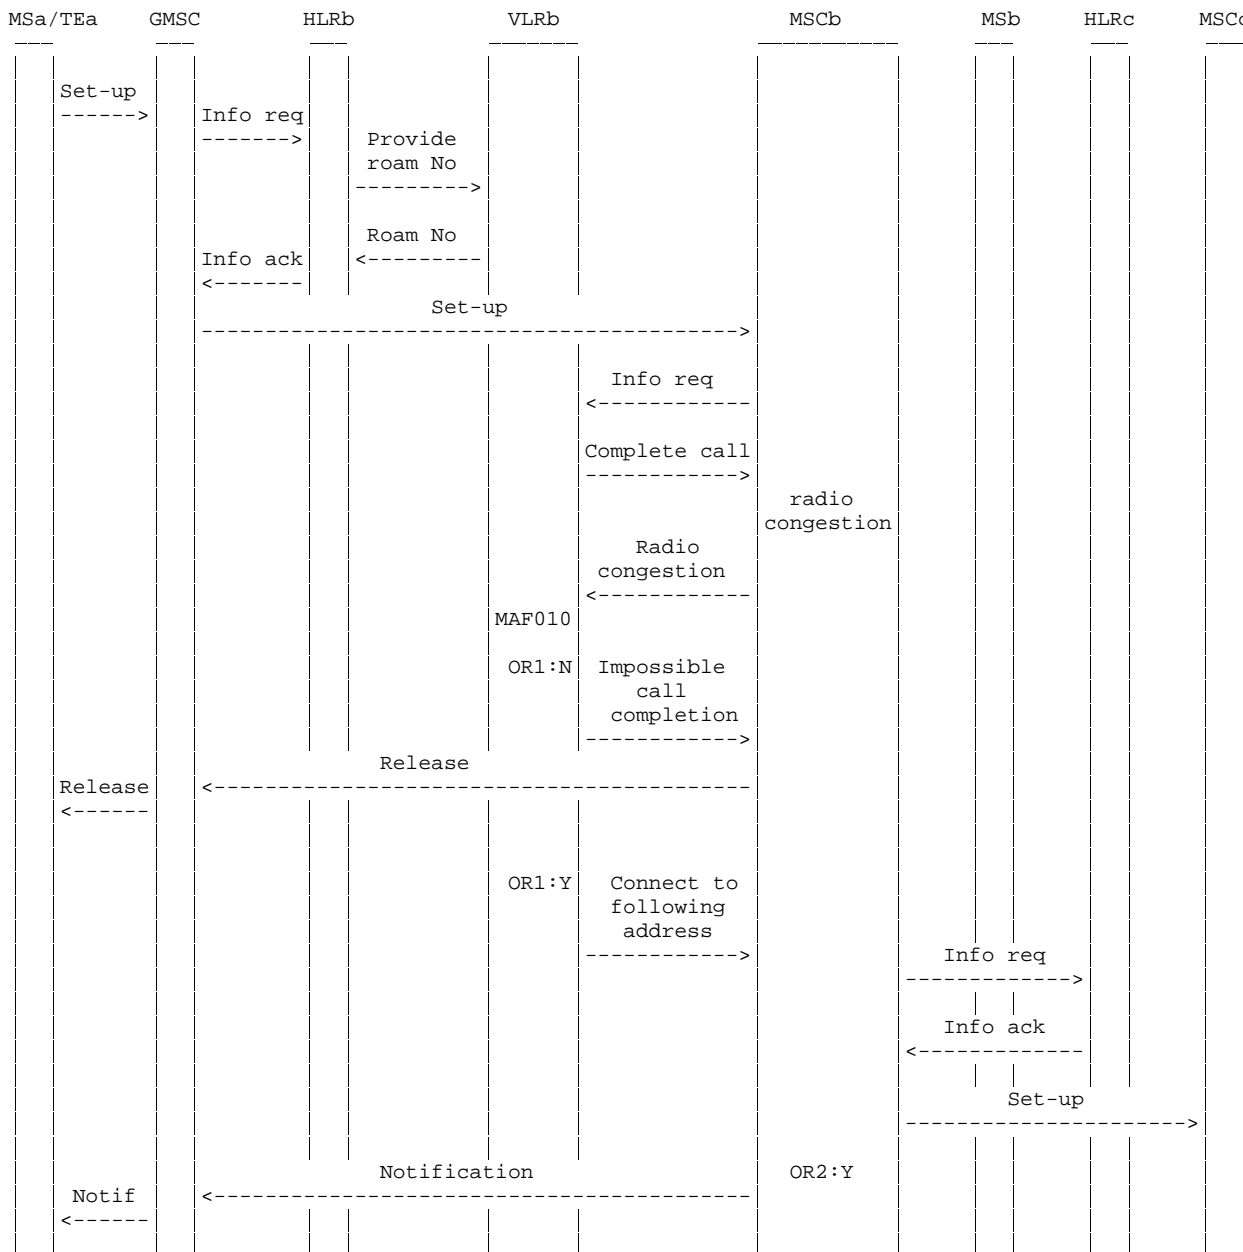 MSa/TEa GMSC HLRb VLRb MSCb MSb HLRc MSCc
Set-up
------> Info req
-------> Provide
roam No
--------->
Roam No
Info ack <---------
<-------
Set-up
------------------------------------------>
Info req
<------------
Complete call
------------>
radio
congestion
Radio
congestion
<------------
MAF010
OR1:N Impossible
call
completion
------------>
Release
Release <------------------------------------------
<------
OR1:Y Connect to
following
address
------------> Info req
------------->
Info ack
<-------------
Set-up
---------------------->
Notification OR2:Y
Notif <------------------------------------------
<------